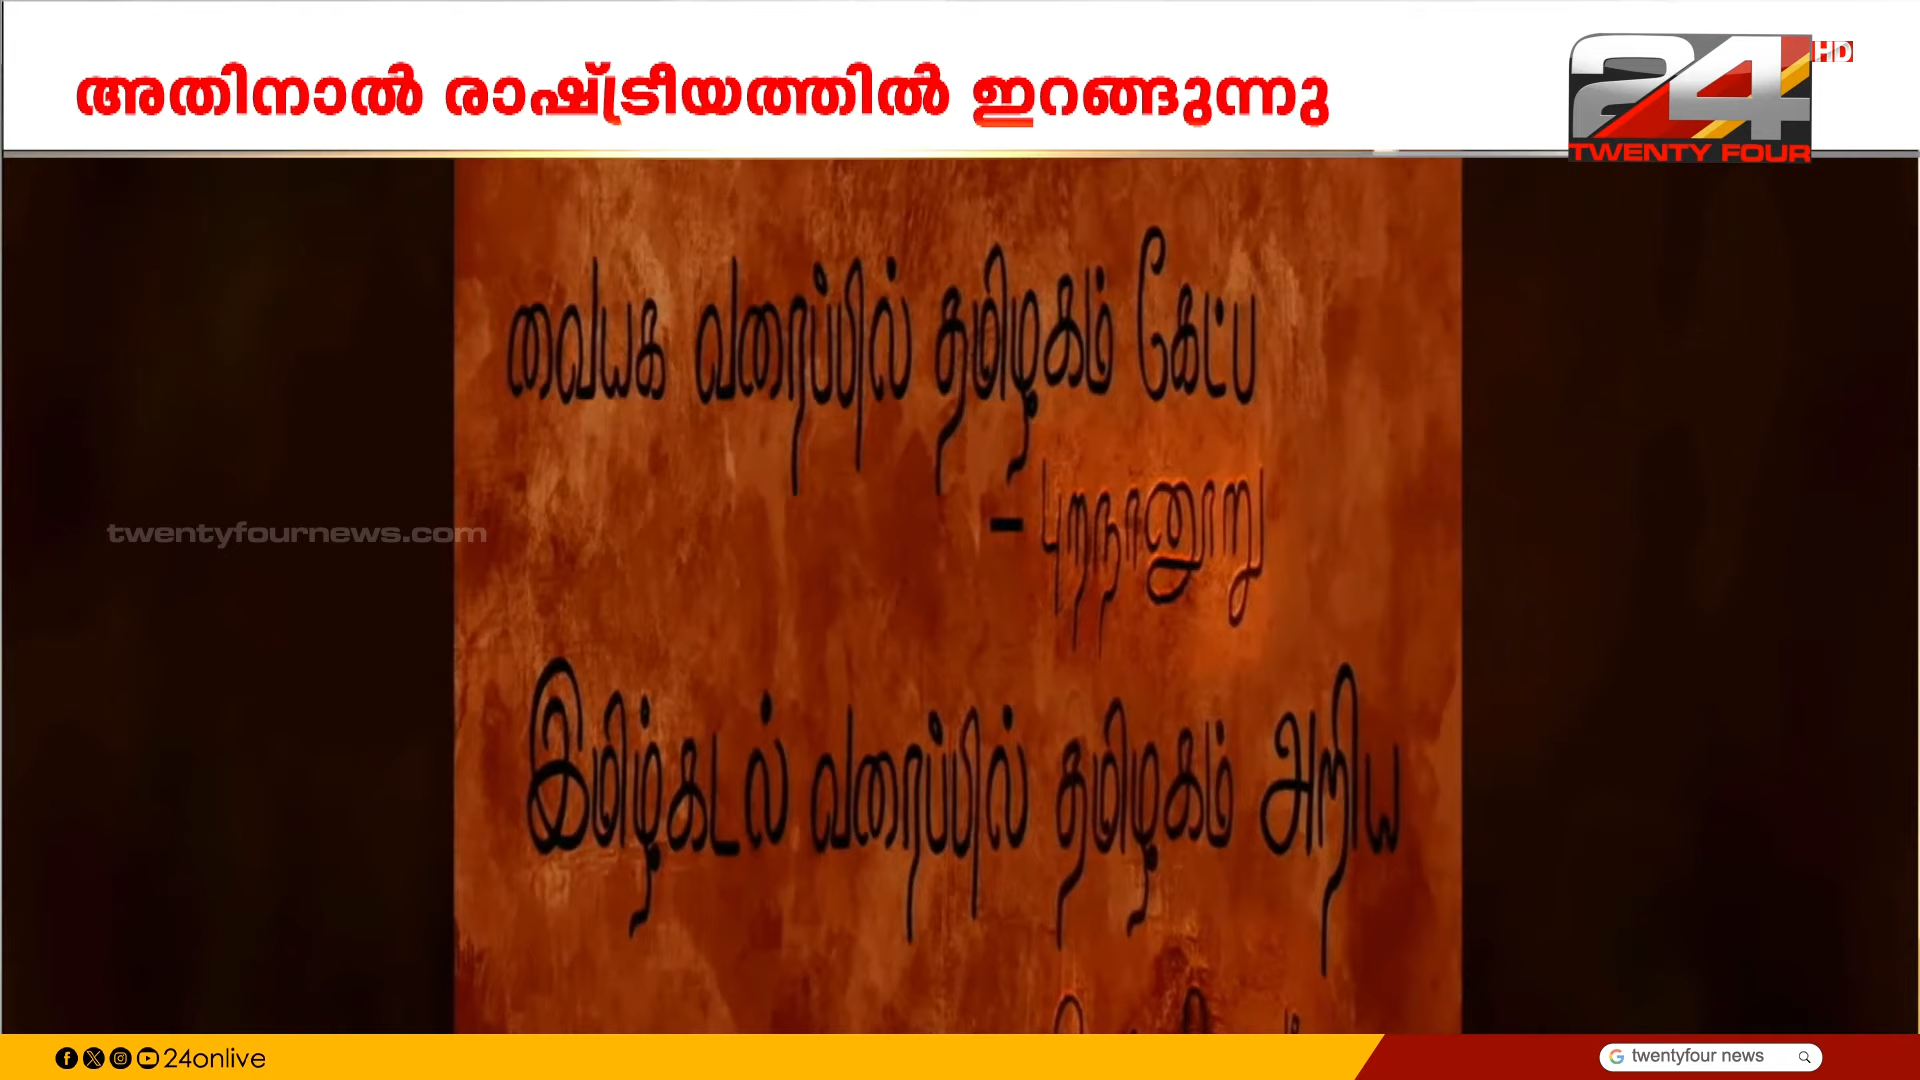 അതിനാൽ രാഷ്ട്രീയത്തിൽ ഇറങ്ങുന്നു
24 HD
TWENTY FOUR
வையக வரைப்பில் தமிழகம் கேட்ப
– புறநானூறு
twentyfournews.com
இமிழ்கடல் வரைப்பில் தமிழகம் அறிய
24onlive
twentyfour news